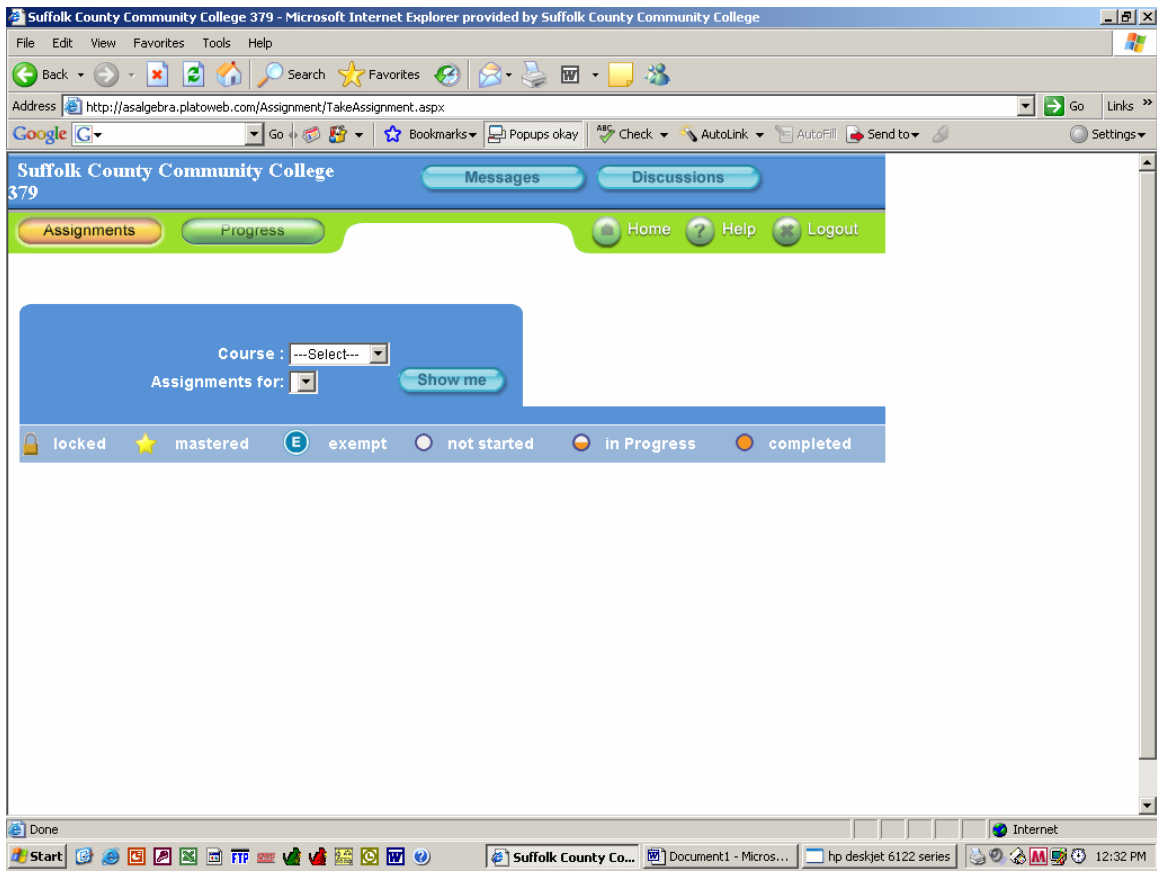 Suffolk County Community College 379 - Microsoft Internet Explorer provided by Suffolk County Community College
File Edit View Favorites Tools Help
Back Search Favorites
Address http://asalgebra.platoweb.com/Assignment/TakeAssignment.aspx Go Links »
Google G Go Bookmarks Popups okay ABC Check AutoLink AutoFill Send to Settings
Suffolk County Community College
379
Messages Discussions
Assignments Progress Home ? Help Logout
Course : ---Select---
Assignments for: Show me
locked mastered E exempt not started in Progress completed
Done Internet
Start FTP Suffolk County Co... Document1 - Micros... hp deskjet 6122 series 12:32 PM